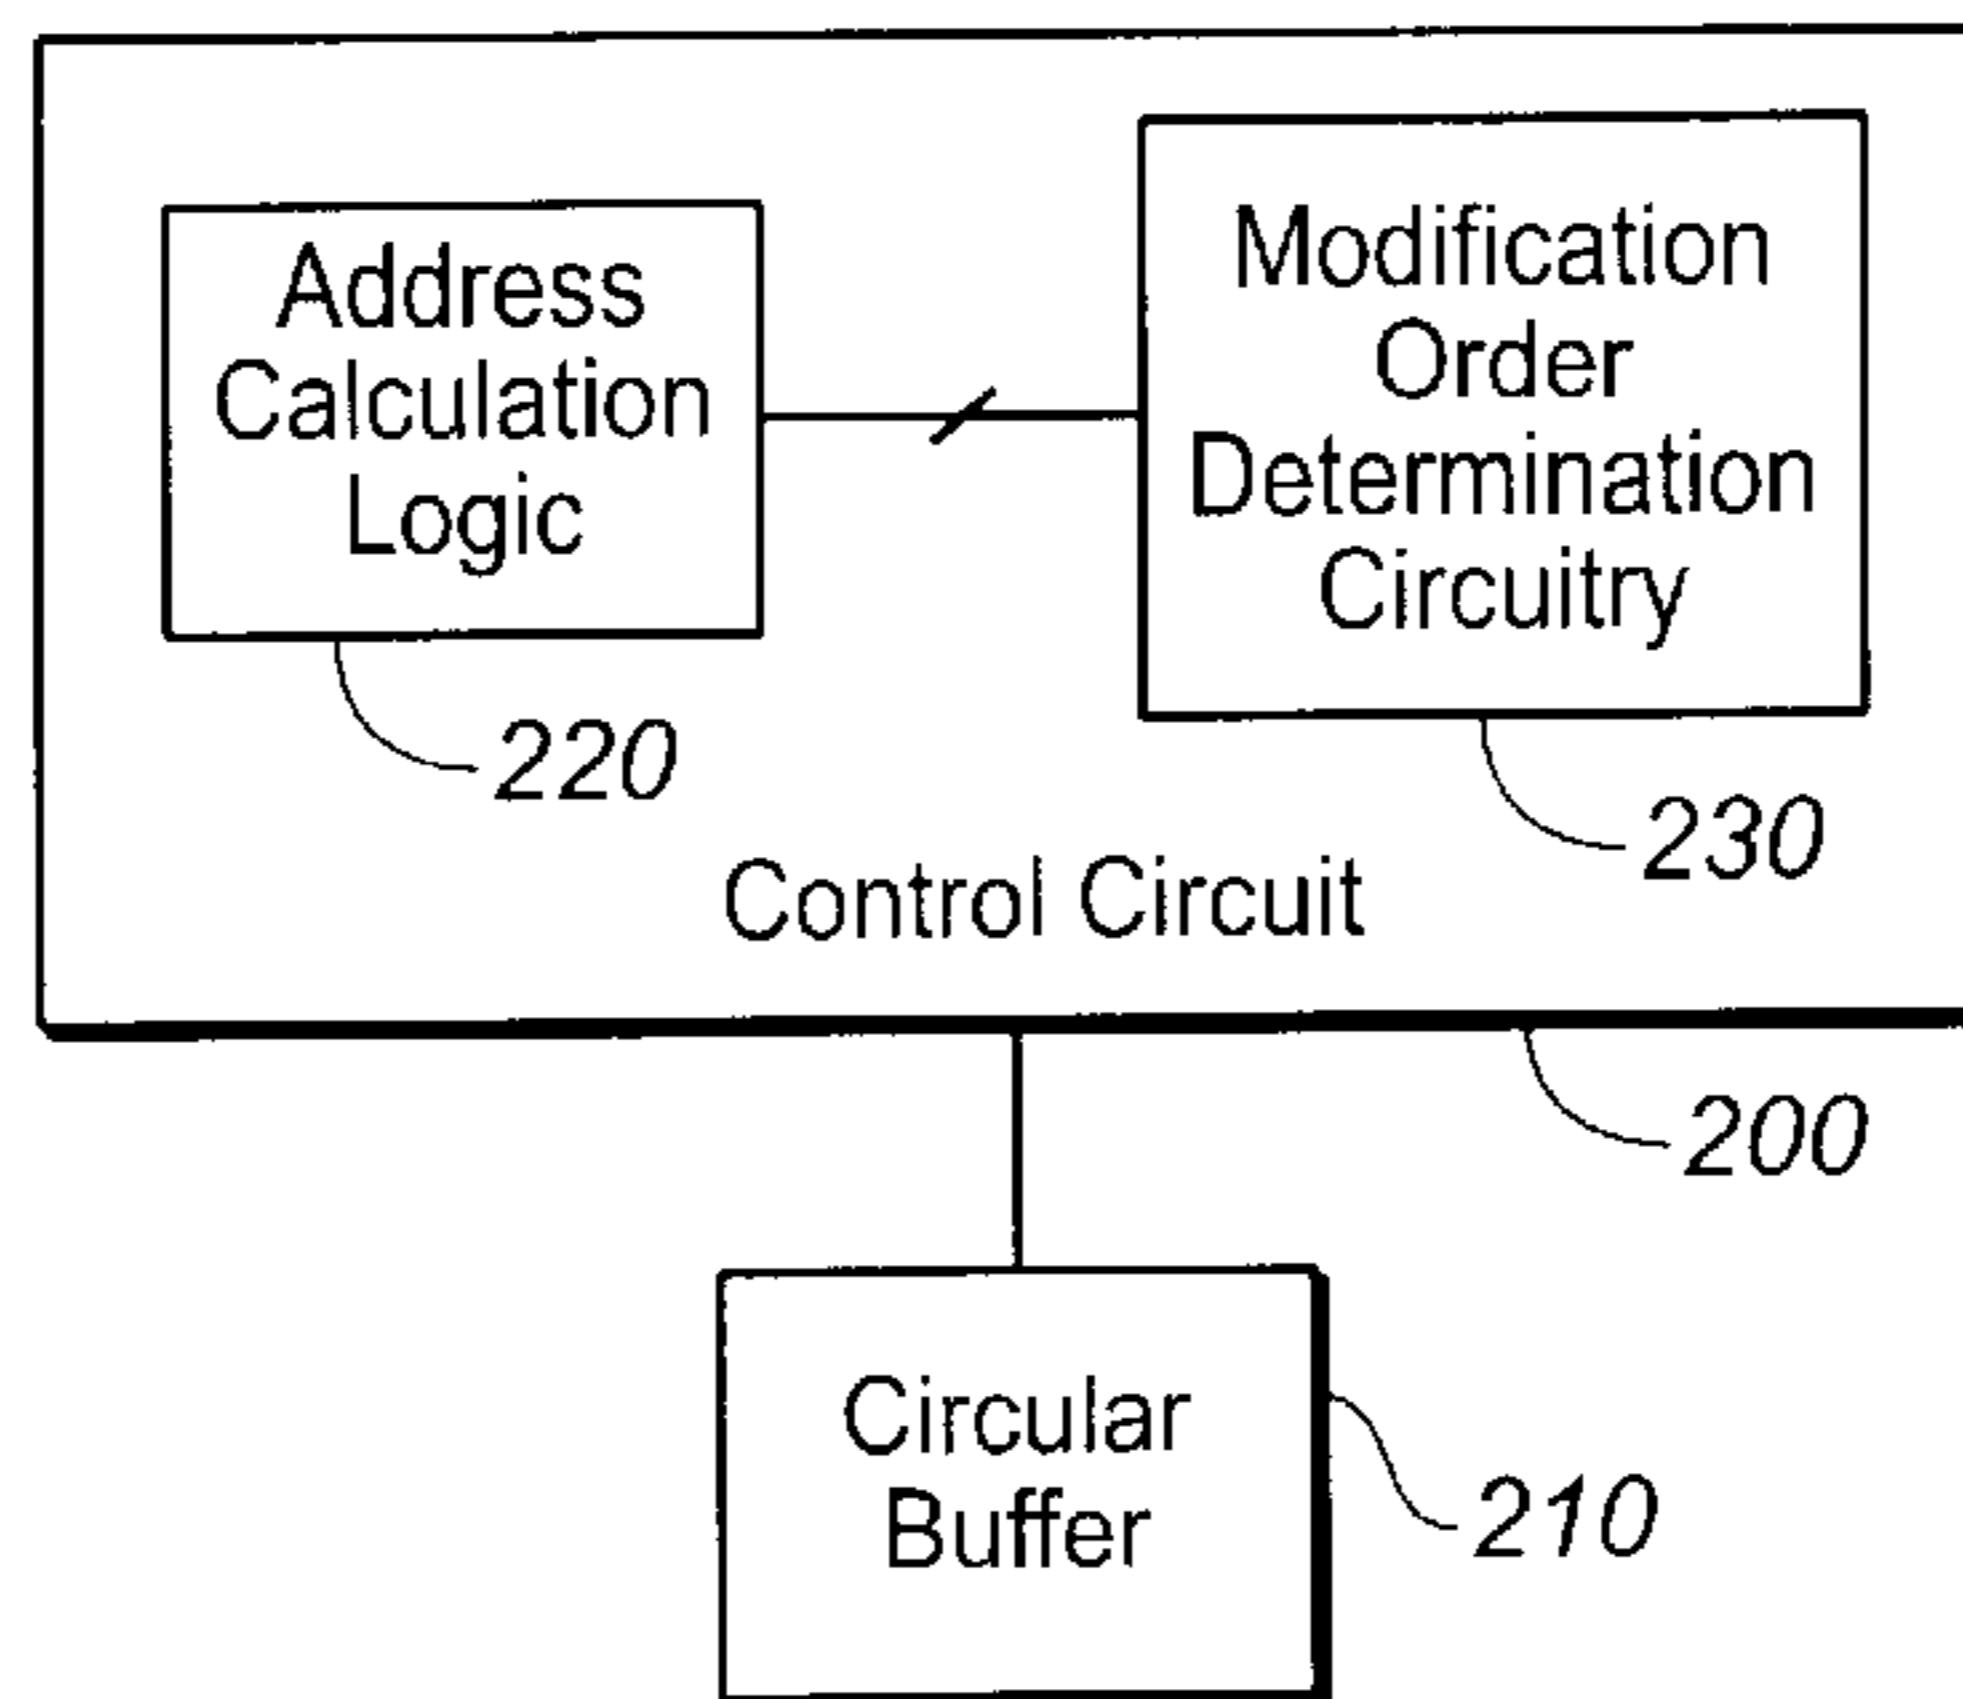 Address
Calculation
Logic
220
Modification
Order
Determination
Circuitry
230
Control Circuit
200
Circular
Buffer
210